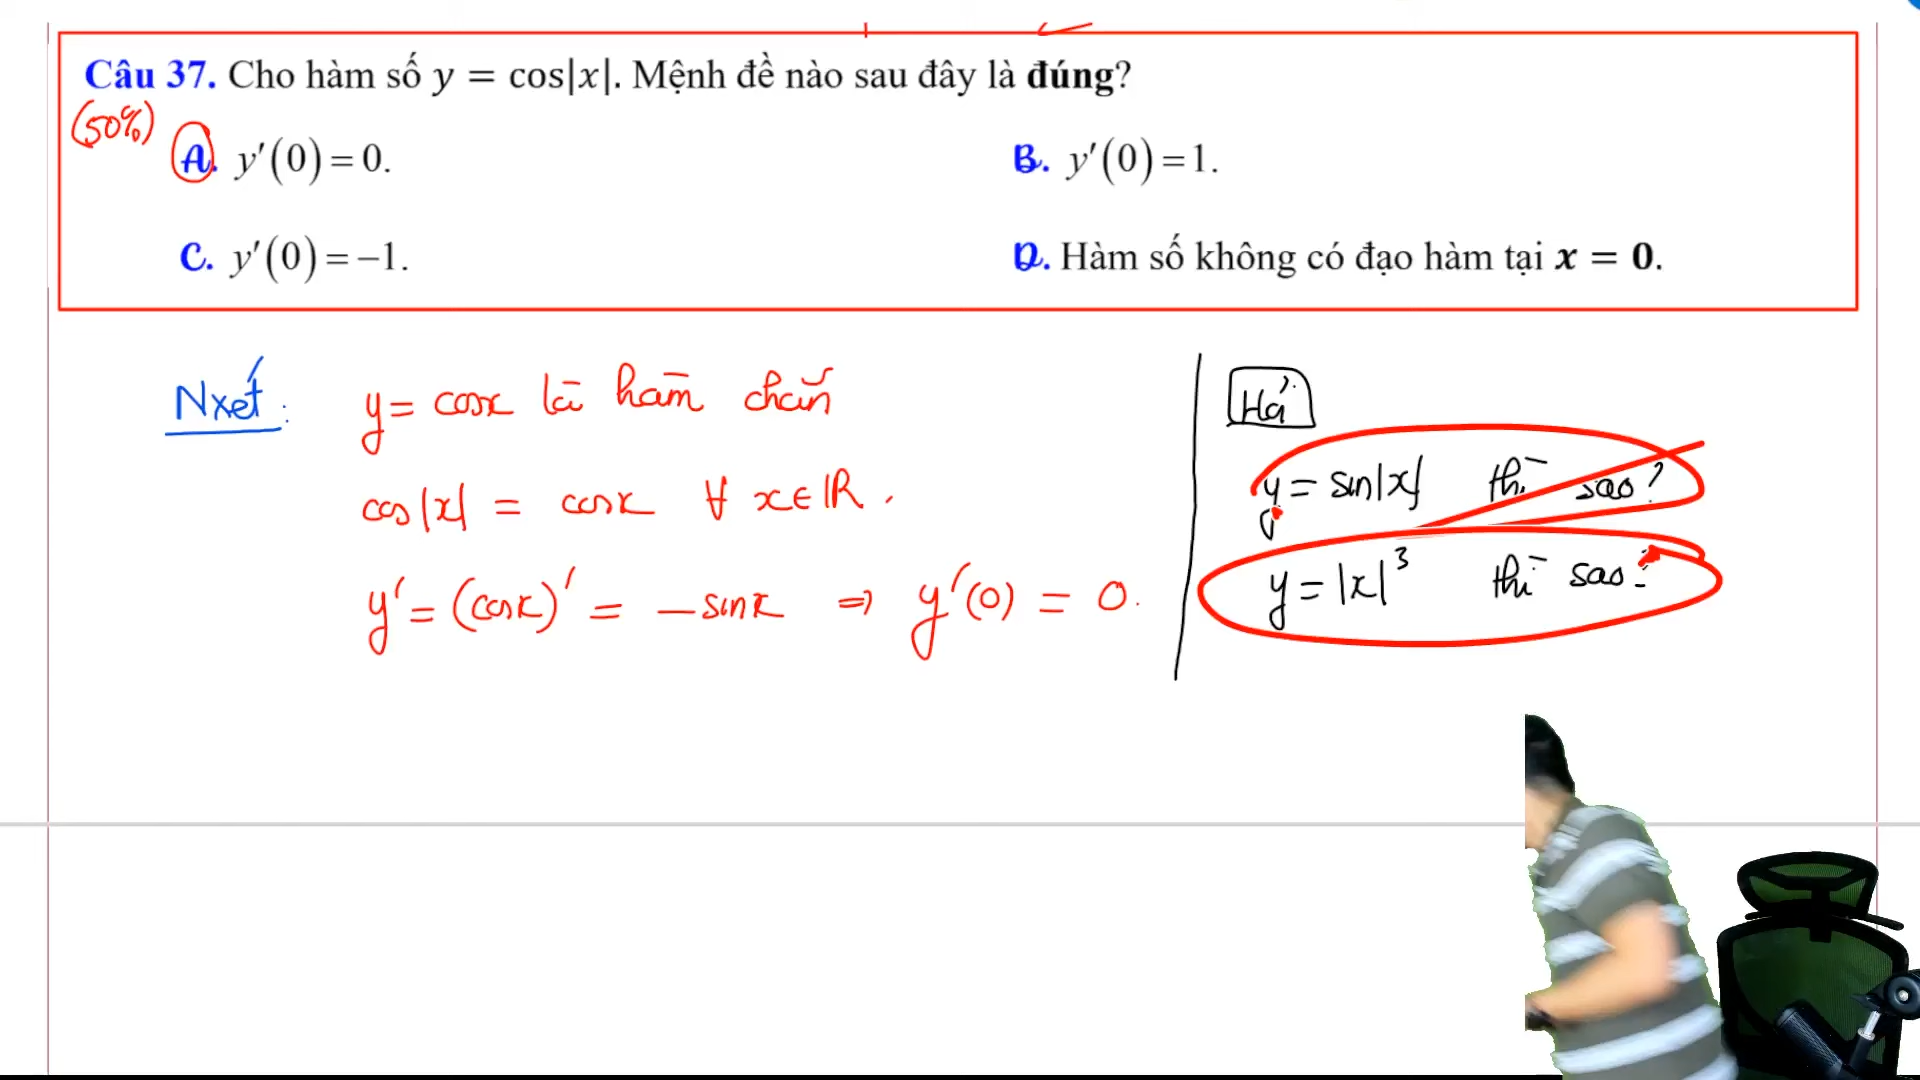 Câu 37. Cho hàm số y = cos|x|. Mệnh đề nào sau đây là đúng?
(50%)
A. y'(0) = 0.
B. y'(0) = 1.
C. y'(0) = −1.
D. Hàm số không có đạo hàm tại x = 0.
Nxét: y = cosx là hàm chẵn
cos|x| = cosx ∀ x∈ℝ.
y' = (cosx)' = −sinx ⇒ y'(0) = 0.
y = sin|x| thì sao?
y = |x|³ thì sao?